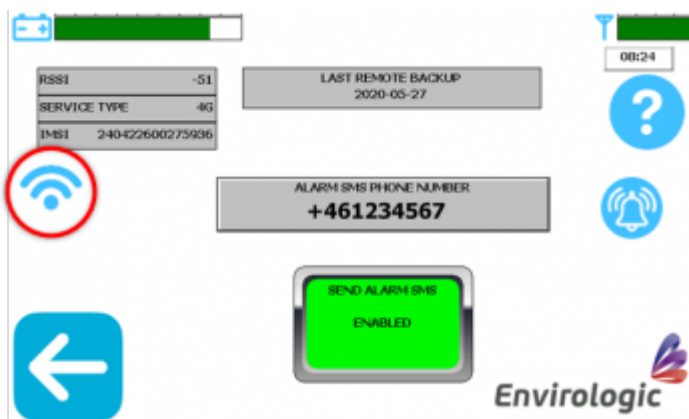 08:24
RSSI -51
SERVICE TYPE 4G
IMSI 240422600275936
LAST REMOTE BACKUP
2020-05-27
?
ALARM SMS PHONE NUMBER
+461234567
SEND ALARM SMS
ENABLED
Envirologic